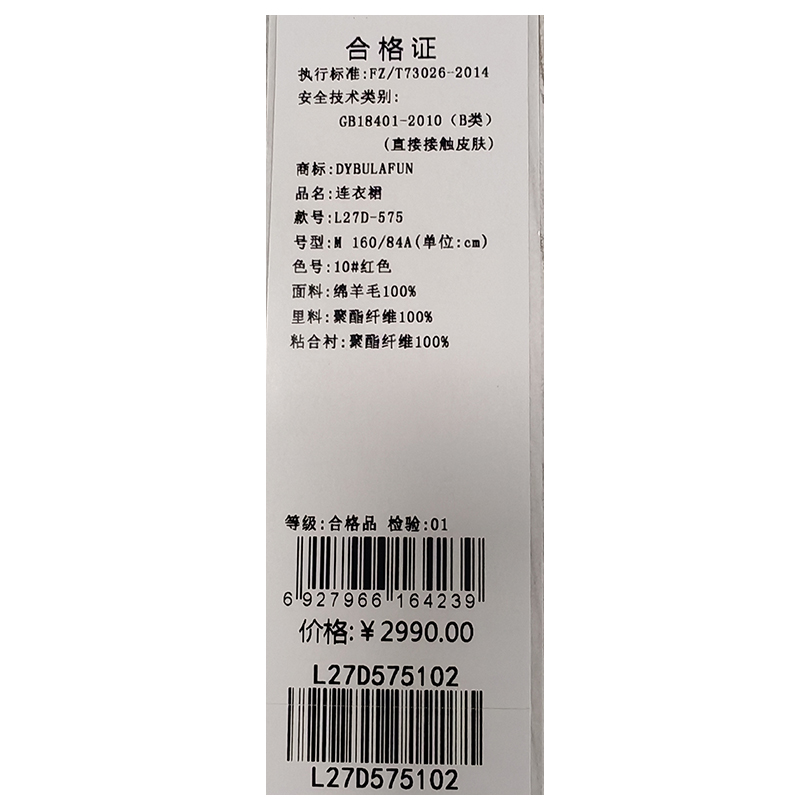 合格证
执行标准:FZ/T73026-2014
安全技术类别:
GB18401-2010（B类）
(直接接触皮肤)
商标:DYBULAFUN
品名:连衣裙
款号:L27D-575
号型:M 160/84A(单位:cm)
色号:10#红色
面料:绵羊毛100%
里料:聚酯纤维100%
粘合衬:聚酯纤维100%
等级:合格品 检验:01
6 927966 164239
价格:¥2990.00
L27D575102
L27D575102